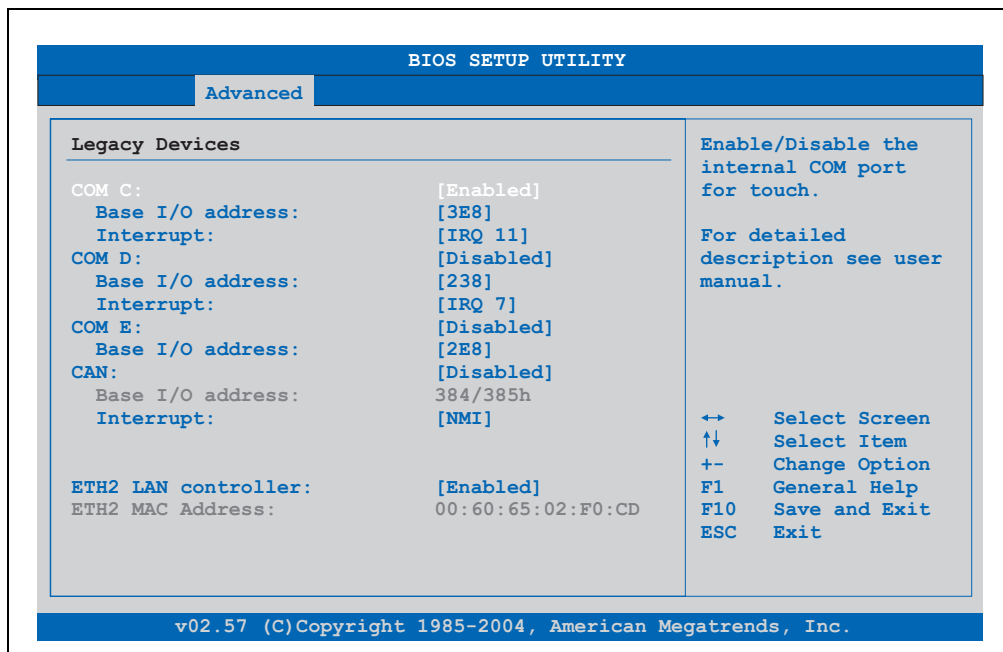 BIOS SETUP UTILITY
Advanced
Legacy Devices
COM C: [Enabled]
Base I/O address: [3E8]
Interrupt: [IRQ 11]
COM D: [Disabled]
Base I/O address: [238]
Interrupt: [IRQ 7]
COM E: [Disabled]
Base I/O address: [2E8]
CAN: [Disabled]
Base I/O address: 384/385h
Interrupt: [NMI]
ETH2 LAN controller: [Enabled]
ETH2 MAC Address: 00:60:65:02:F0:CD
Enable/Disable the
internal COM port
for touch.
For detailed
description see user
manual.
↔ Select Screen
↑↓ Select Item
+- Change Option
F1 General Help
F10 Save and Exit
ESC Exit
v02.57 (C)Copyright 1985-2004, American Megatrends, Inc.